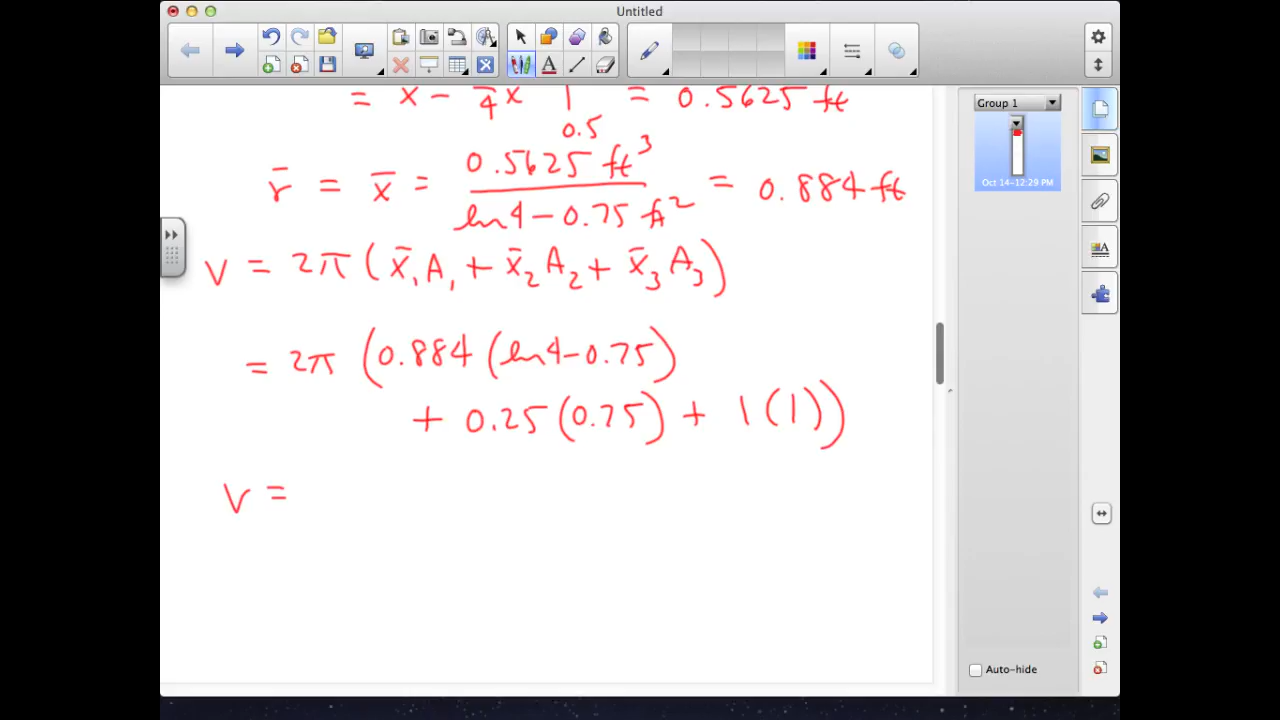 Untitled
= x - 1/4x | 1 0.5 = 0.5625 ft
r̄ = x̄ = 0.5625 ft³ / ln4 - 0.75 ft² = 0.884 ft
V = 2π ( x̄₁A₁ + x̄₂A₂ + x̄₃A₃ )
= 2π (0.884 (ln4-0.75)
+ 0.25 (0.75) + 1 (1))
V =
Group 1
Oct 14-12:29 PM
Auto-hide